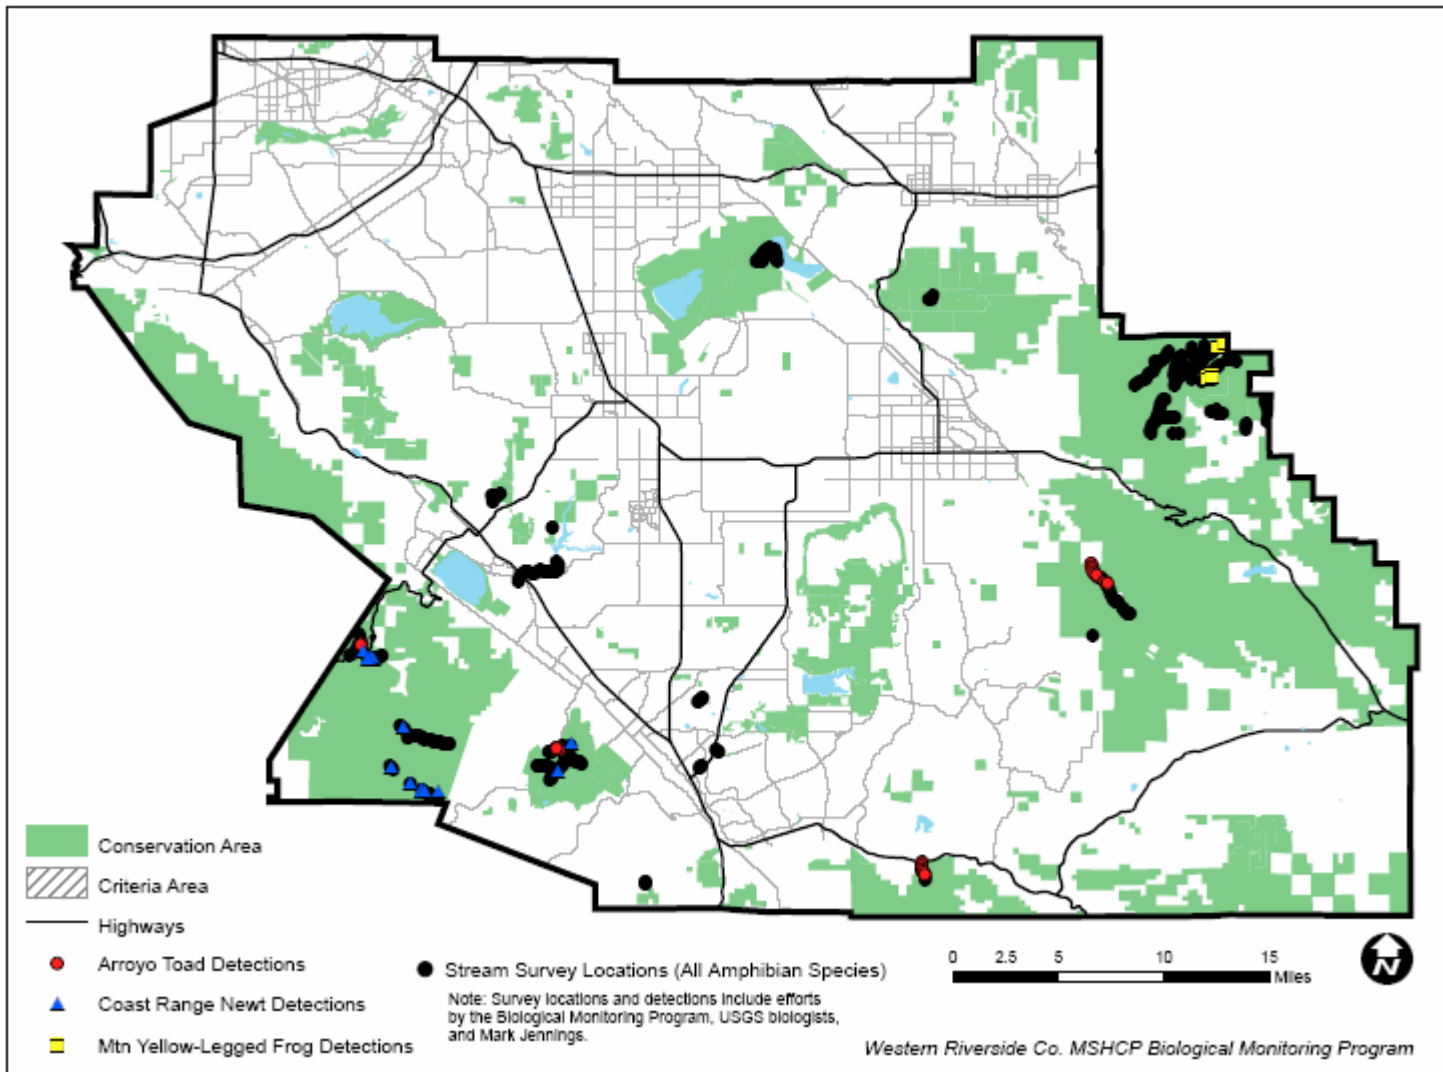 Conservation Area
Criteria Area
Highways
Arroyo Toad Detections
Coast Range Newt Detections
Mtn Yellow-Legged Frog Detections
Stream Survey Locations (All Amphibian Species)
Note: Survey locations and detections include efforts
by the Biological Monitoring Program, USGS biologists,
and Mark Jennings.
0 2.5 5 10 15
Miles
N
Western Riverside Co. MSHCP Biological Monitoring Program